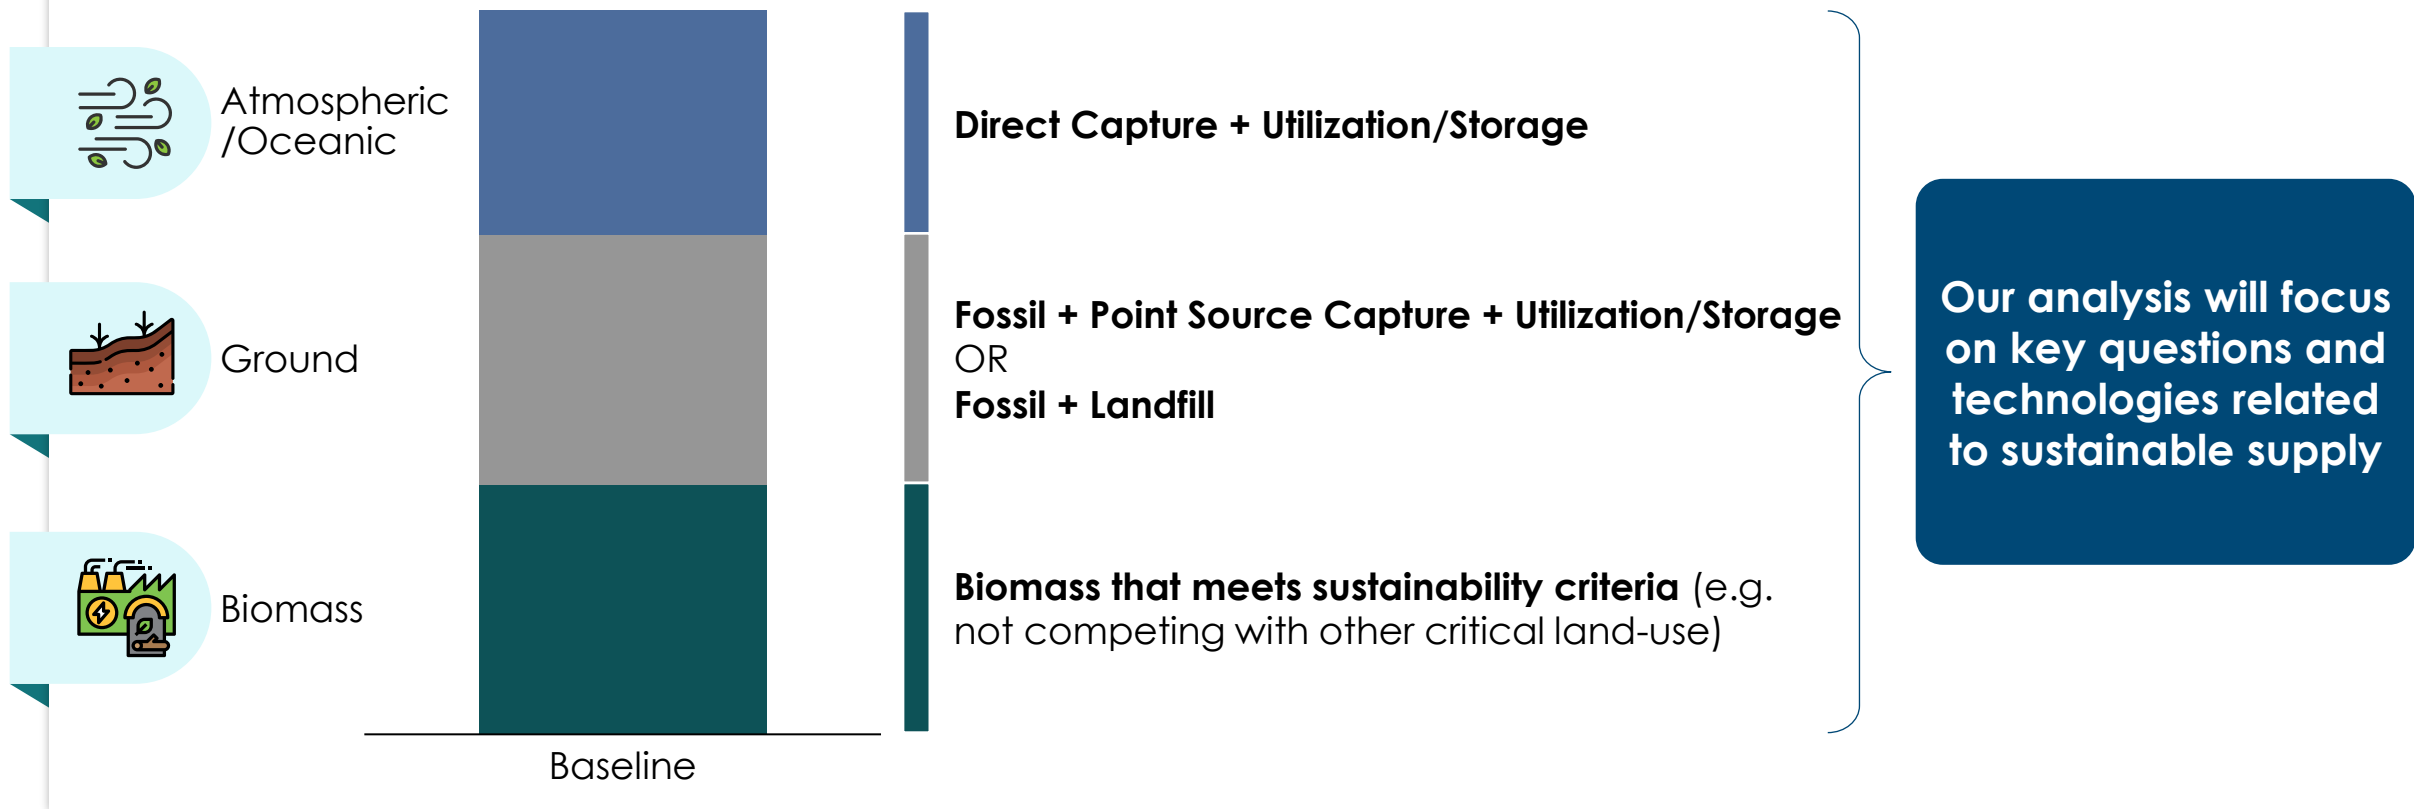 Atmospheric
/Oceanic
Direct Capture + Utilization/Storage
Ground
Fossil + Point Source Capture + Utilization/Storage
OR
Fossil + Landfill
Biomass
Biomass that meets sustainability criteria (e.g.
not competing with other critical land-use)
Baseline
Our analysis will focus
on key questions and
technologies related
to sustainable supply